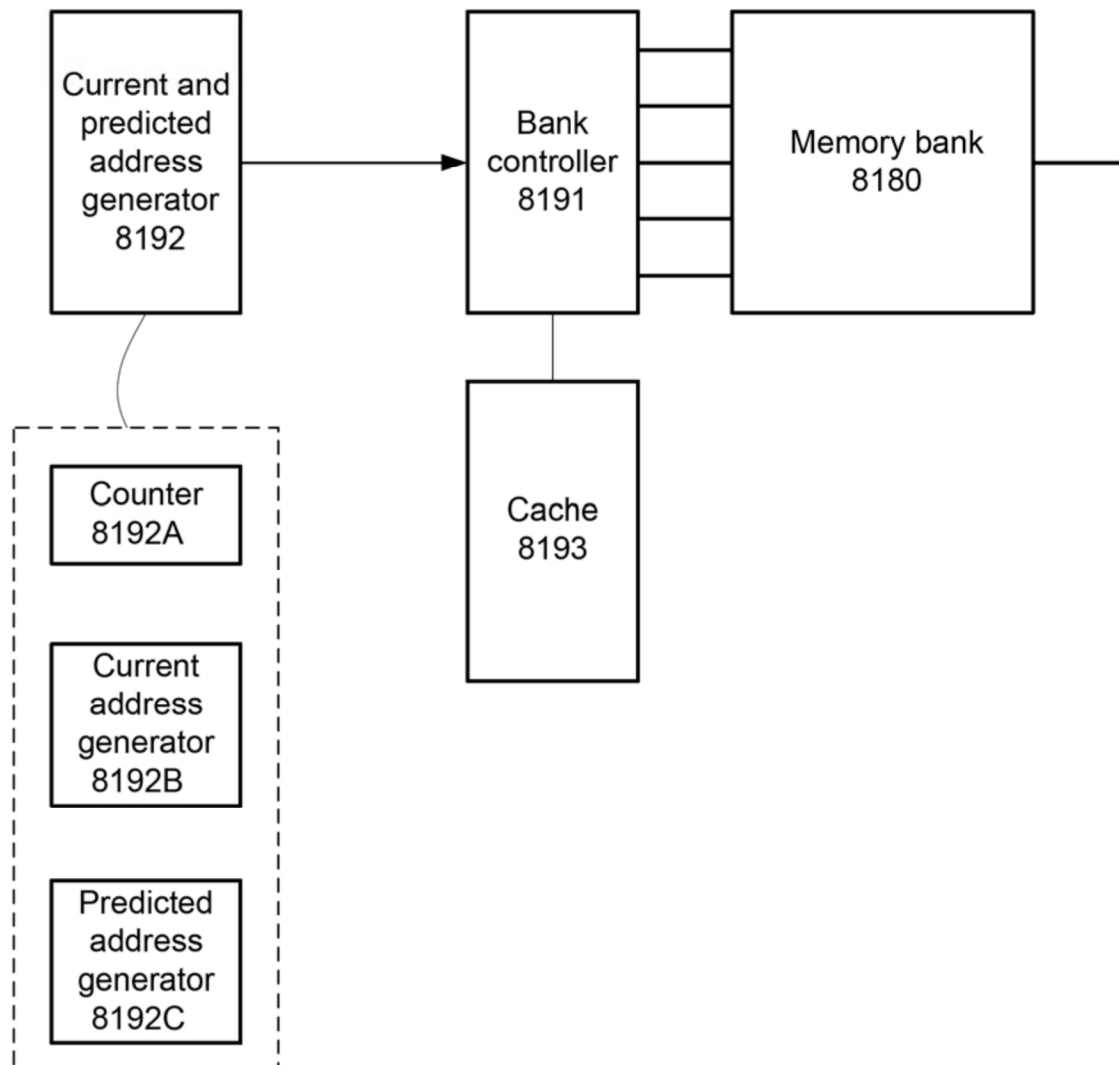 Current and
predicted
address
generator
8192
Bank
controller
8191
Memory bank
8180
Counter
8192A
Cache
8193
Current
address
generator
8192B
Predicted
address
generator
8192C